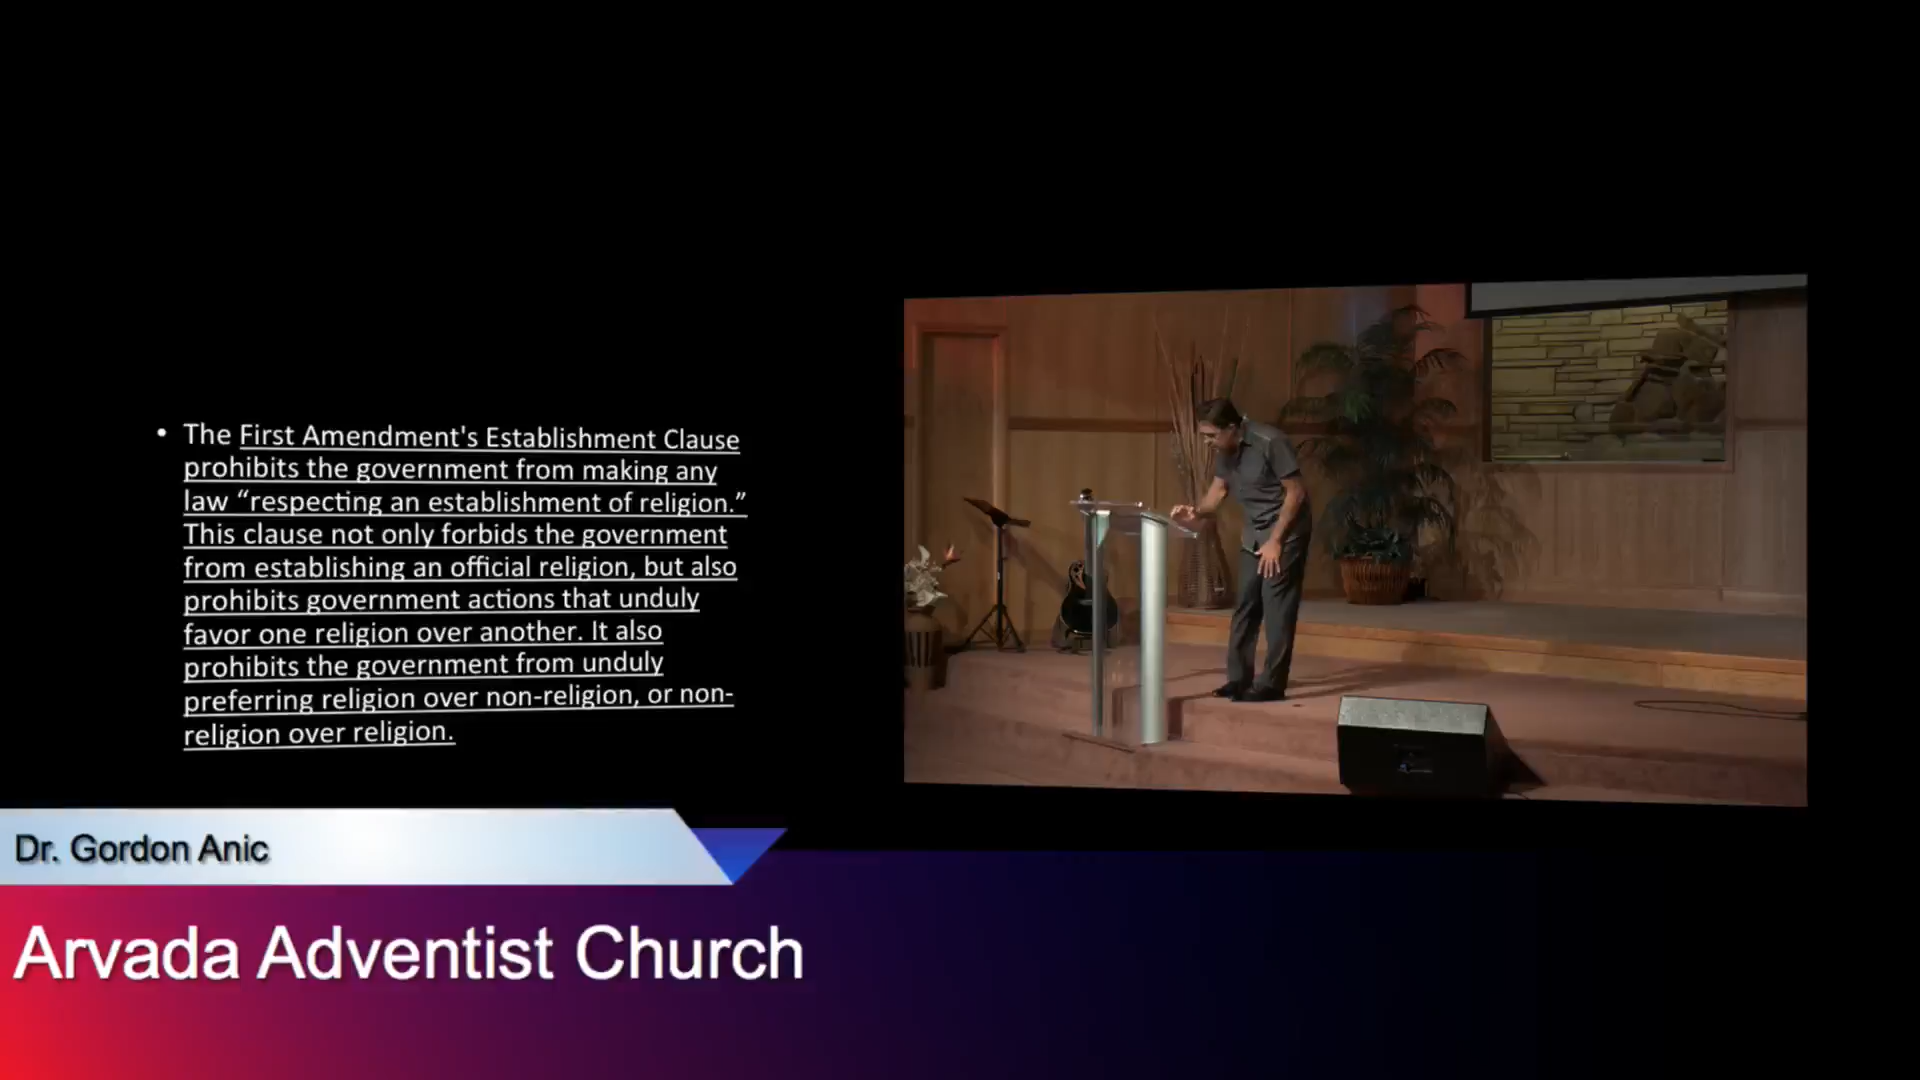 • The First Amendment's Establishment Clause
prohibits the government from making any
law “respecting an establishment of religion.”
This clause not only forbids the government
from establishing an official religion, but also
prohibits government actions that unduly
favor one religion over another. It also
prohibits the government from unduly
preferring religion over non-religion, or non-
religion over religion.
Dr. Gordon Anic
Arvada Adventist Church